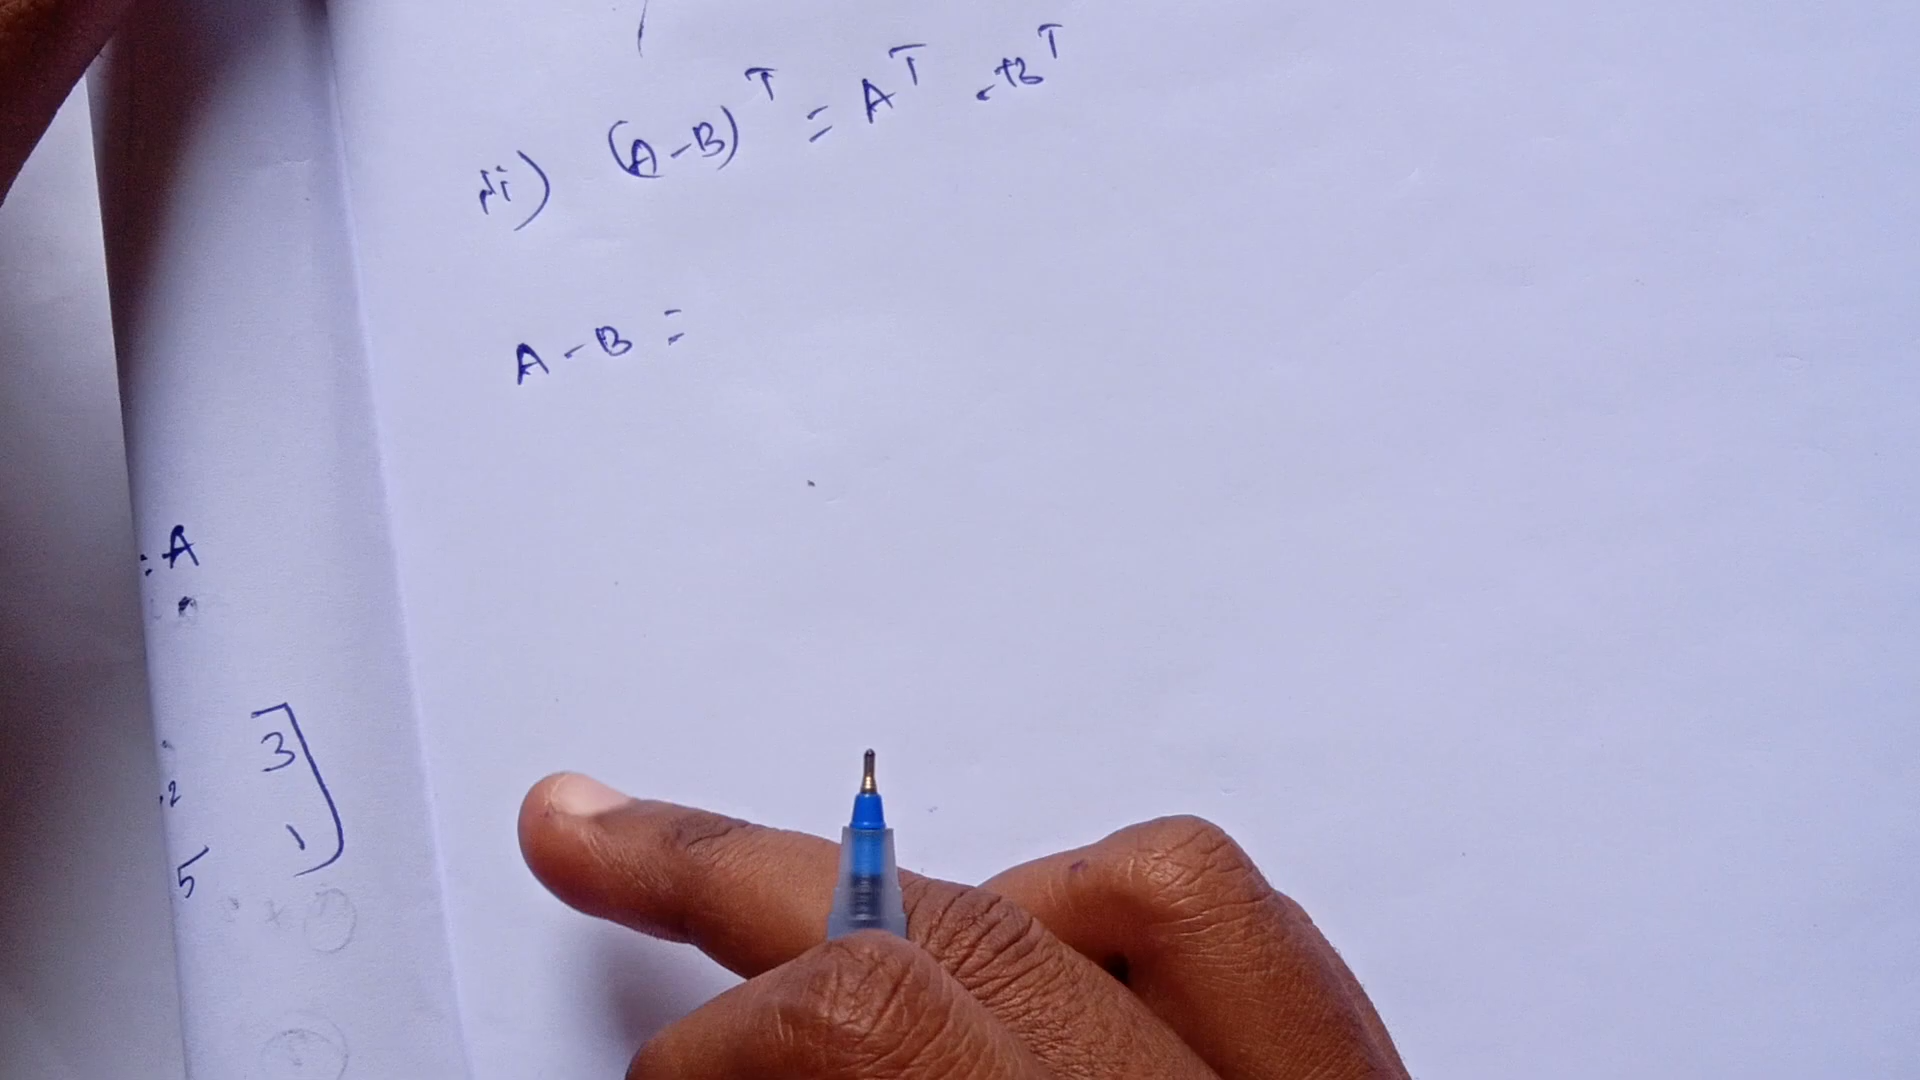 ii) (A-B)^T = A^T - B^T
A - B =
: A
3
2
1
5